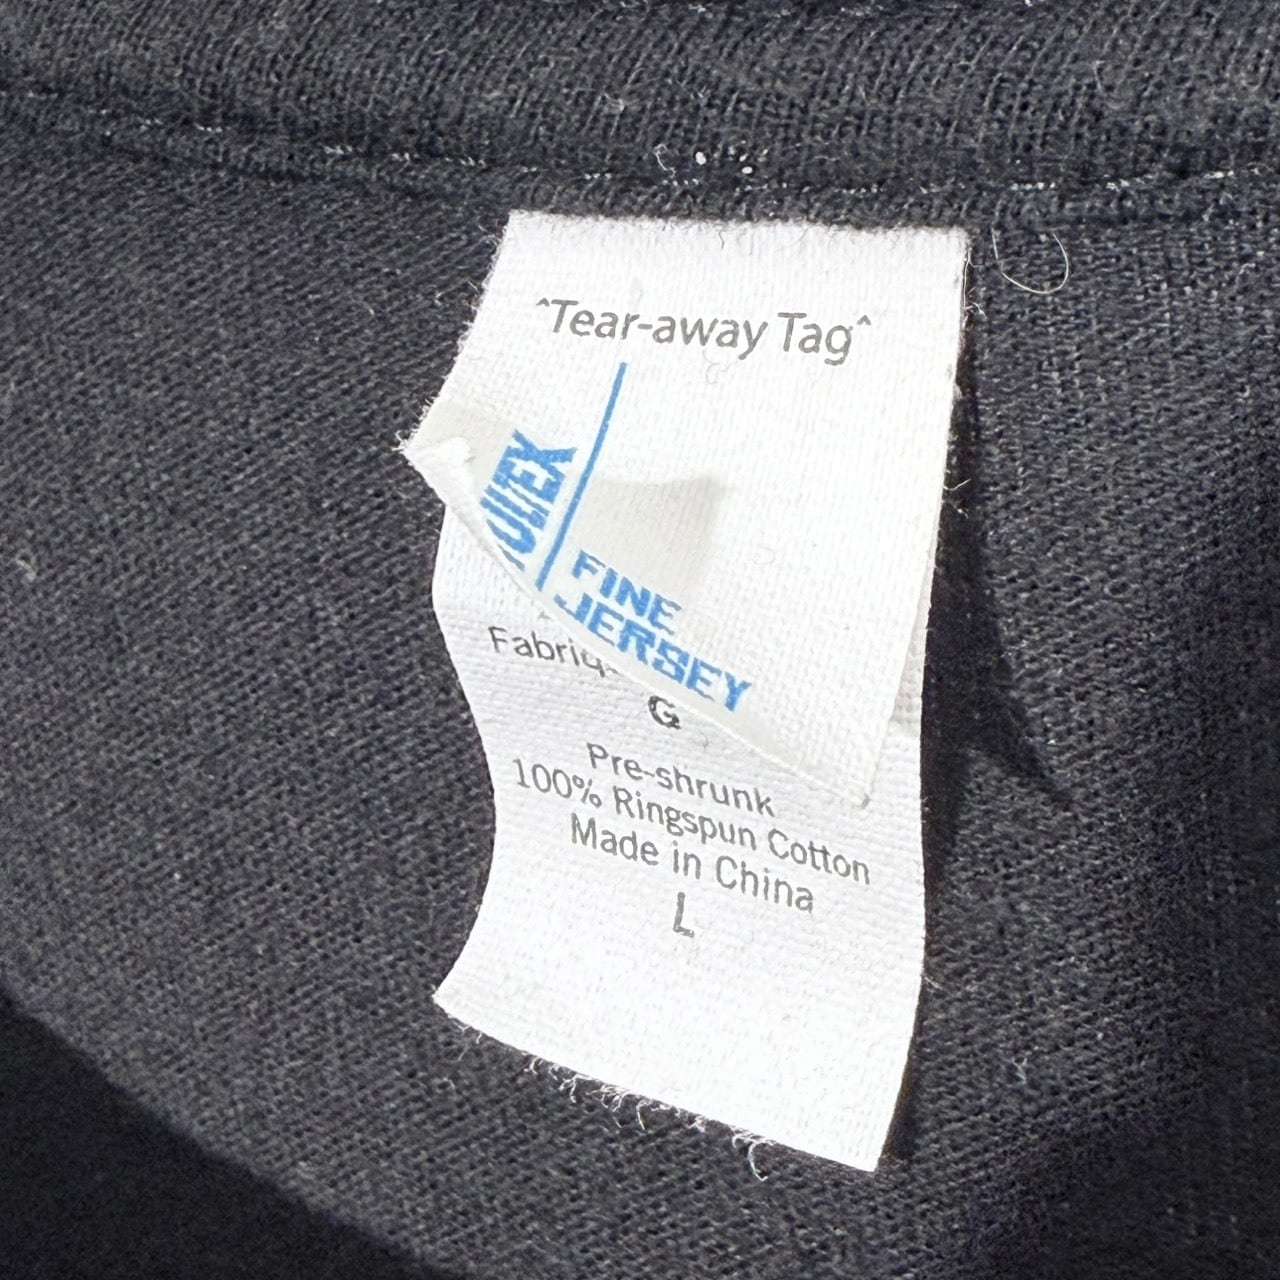 ^Tear-away Tag^
FINE
JERSEY
G
Pre-shrunk
100% Ringspun Cotton
Made in China
L